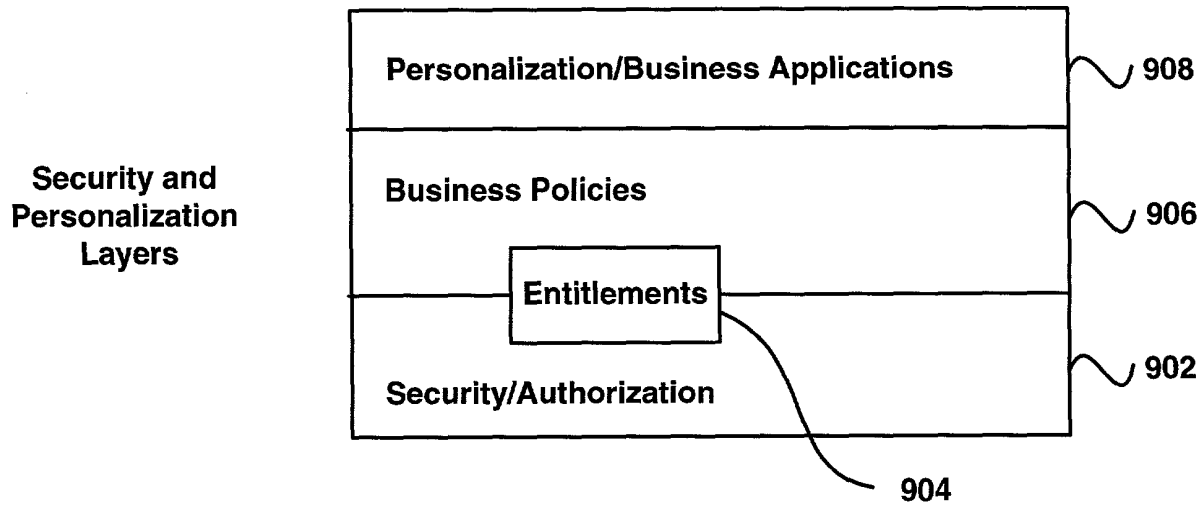 Personalization/Business Applications
908
Security and
Personalization
Layers
Business Policies
906
Entitlements
Security/Authorization
902
904